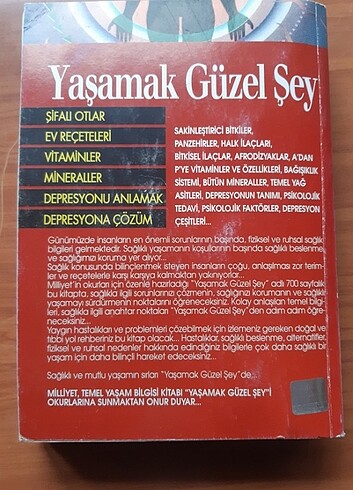 Yaşamak Güzel Şey
ŞİFALI OTLAR
EV REÇETELERİ
VİTAMİNLER
MİNERALLER
DEPRESYONU ANLAMAK
DEPRESYONA ÇÖZÜM
SAKİNLEŞTİRİCİ BİTKİLER,
PANZEHİRLER, HALK İLAÇLARI,
BİTKİSEL İLAÇLAR, AFRODİZYAKLAR, A'DAN
P'YE VİTAMİNLER VE ÖZELLİKLERİ, BAĞIŞIKLIK
SİSTEMİ, BÜTÜN MİNERALLER, TEMEL YAĞ
ASİTLERİ, DEPRESYONUN TANIMI, PSİKOLOJİK
TEDAVİ, PSİKOLOJİK FAKTÖRLER, DEPRESYON
ÇEŞİTLERİ...
Günümüzde insanların en önemli sorunlarının başında, fiziksel ve ruhsal sağlık
bilgileri gelmektedir. Sağlıklı yaşamanın koşullarının başında sağlıklı beslenme
ve sağlığımızı koruma yer alıyor...
Sağlık konusunda bilinçlenmek isteyen insanların çoğu, anlaşılması zor terim-
ler ve reçetelerle karşı karşıya kalmaktan yakınıyorlar...
Milliyet'in okurları için özenle hazırladığı "Yaşamak Güzel Şey" adlı 700 sayfalık
bu kitapta, sağlıkla ilgili sorunlarınızı çözmenin, sağlığınızı korumanın ve sağlıklı
yaşamayı sürdürmenin noktalarını öğreneceksiniz. Kolay anlaşılan temel bilgi-
leri, sağlıkla ilgili anahtar noktaları "Yaşamak Güzel Şey"den adım adım öğre-
neceksiniz...
Yaygın hastalıkları ve problemleri çözebilmek için izlemeniz gereken doğal ve
tıbbi yol rehberiniz bu kitap olacak... Hastalıklar, sağlıklı beslenme, alternatifler,
fiziksel ve ruhsal nedenler hakkında edindiğiniz bilgilerle çok daha sağlıklı bir
yaşam için daha bilinçli hareket edeceksiniz...
Sağlıklı ve mutlu yaşamın sırları "Yaşamak Güzel Şey"de...
MİLLİYET, TEMEL YAŞAM BİLGİSİ KİTABI "YAŞAMAK GÜZEL ŞEY"İ
OKURLARINA SUNMAKTAN ONUR DUYAR...